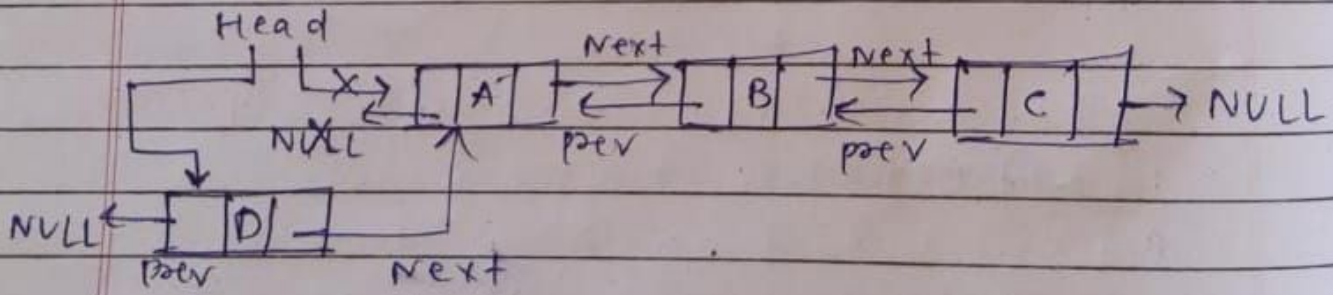 Head
Next Next
A B C NULL
NULL prev prev
NULL D
prev Next